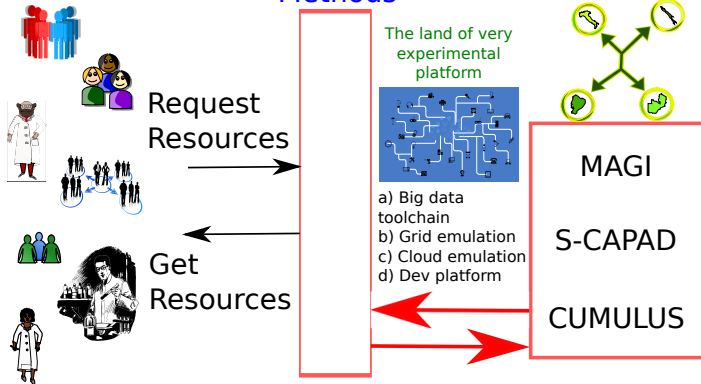 Methods
The land of very
experimental
platform
Request
Resources
a) Big data
toolchain
b) Grid emulation
c) Cloud emulation
d) Dev platform
Get
Resources
MAGI
S-CAPAD
CUMULUS